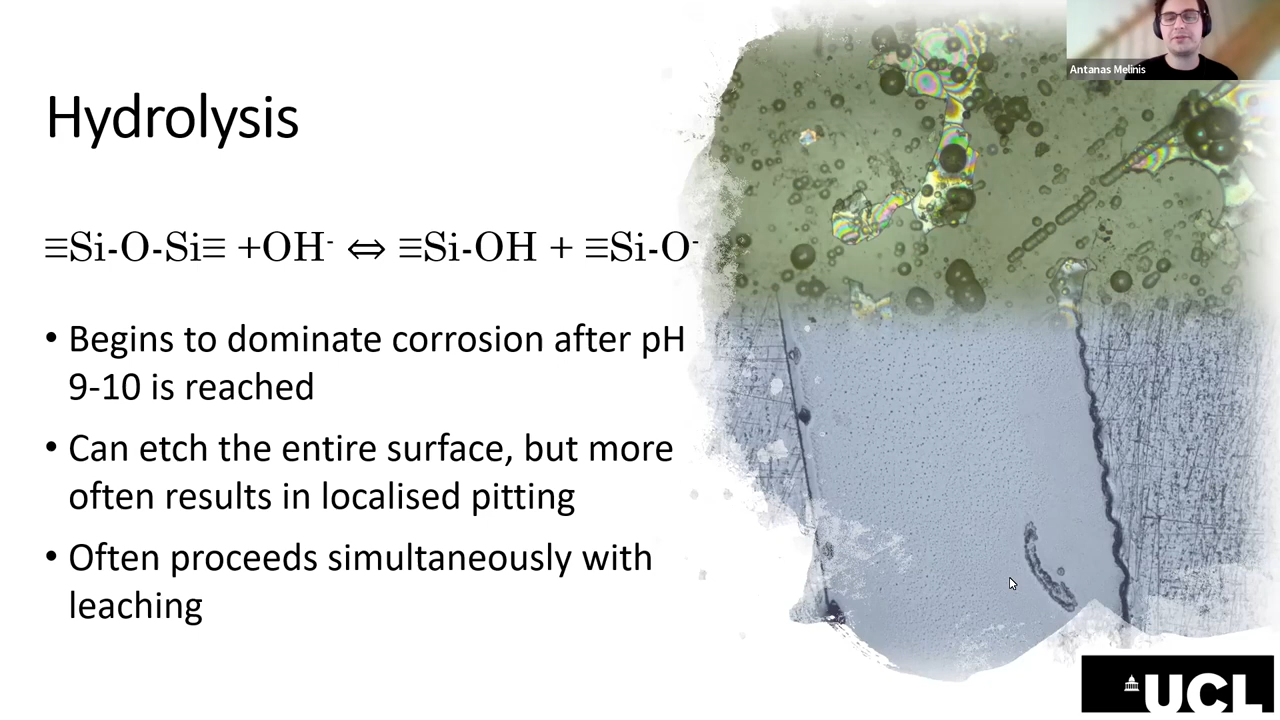 Antanas Melinis
Hydrolysis
≡Si-O-Si≡ +OH⁻ ⇔ ≡Si-OH + ≡Si-O⁻
• Begins to dominate corrosion after pH
9-10 is reached
• Can etch the entire surface, but more
often results in localised pitting
• Often proceeds simultaneously with
leaching
UCL